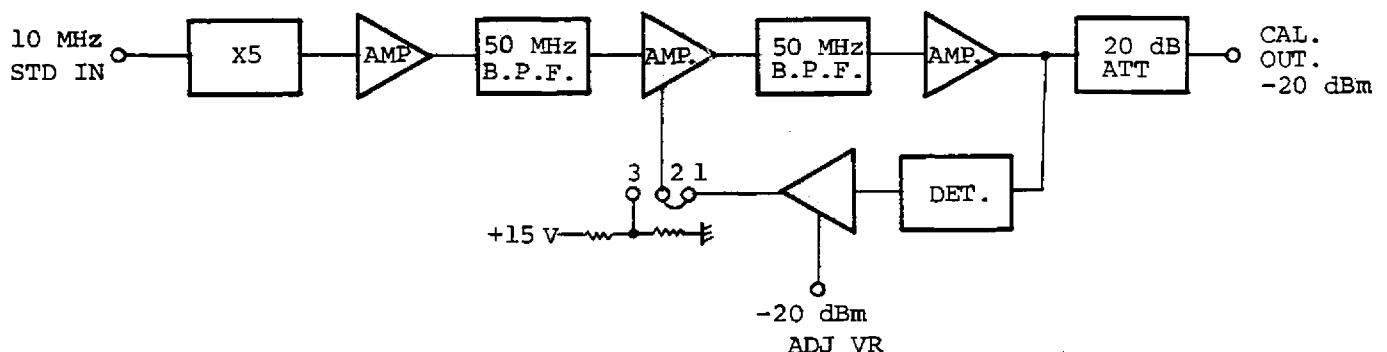 10 MHz
STD IN
X5
AMP
50 MHz
B.P.F.
AMP.
50 MHz
B.P.F.
AMP.
20 dB
ATT
CAL.
OUT.
-20 dBm
3
2
1
DET.
+15 V
-20 dBm
ADJ VR